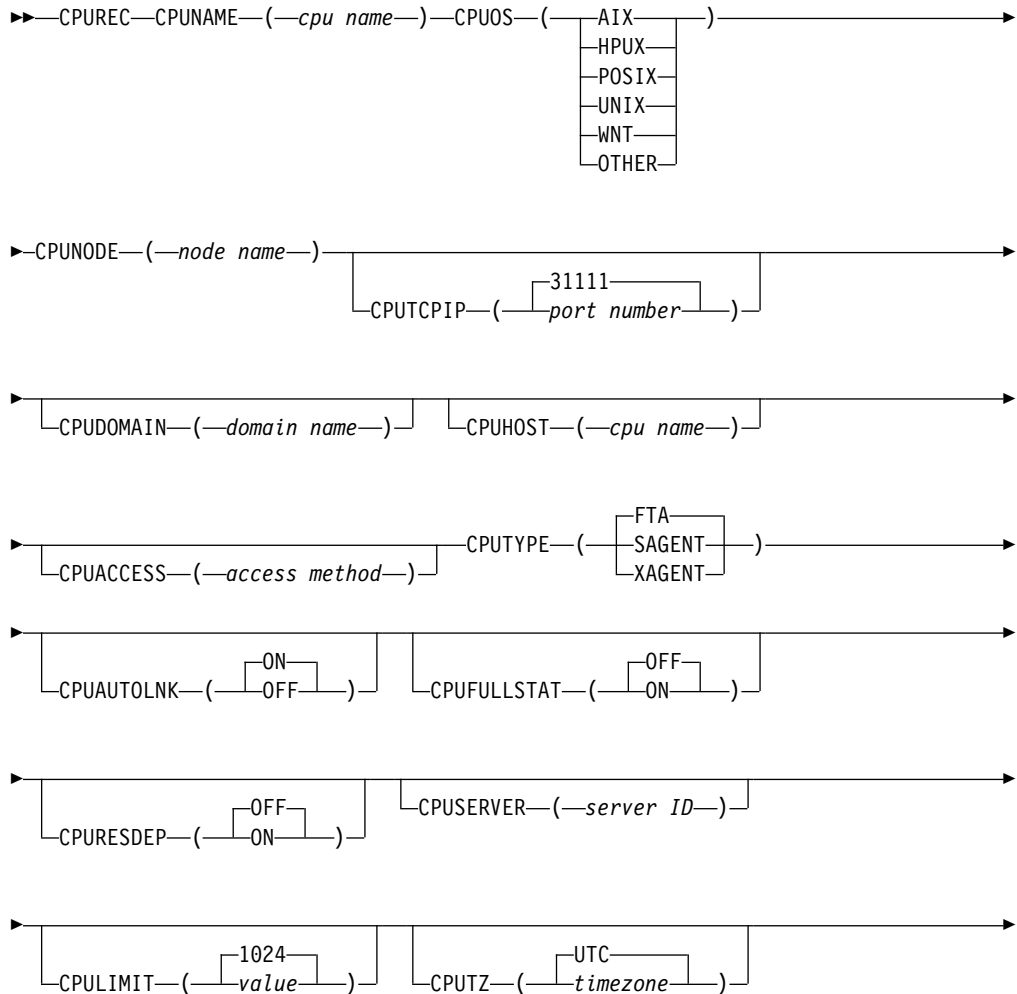 CPUREC CPUNAME ( cpu name ) CPUOS ( AIX )
HPUX
POSIX
UNIX
WNT
OTHER
CPUNODE ( node name )
31111
CPUTCPIP ( port number )
CPUDOMAIN ( domain name ) CPUHOST ( cpu name )
FTA
CPUACCESS ( access method ) CPUTYPE ( SAGENT )
XAGENT
ON OFF
CPUAUTOLNK ( OFF ) CPUFULLSTAT ( ON )
OFF CPUSERVER ( server ID )
CPURESDEP ( ON )
1024 UTC
CPULIMIT ( value ) CPUTZ ( timezone )